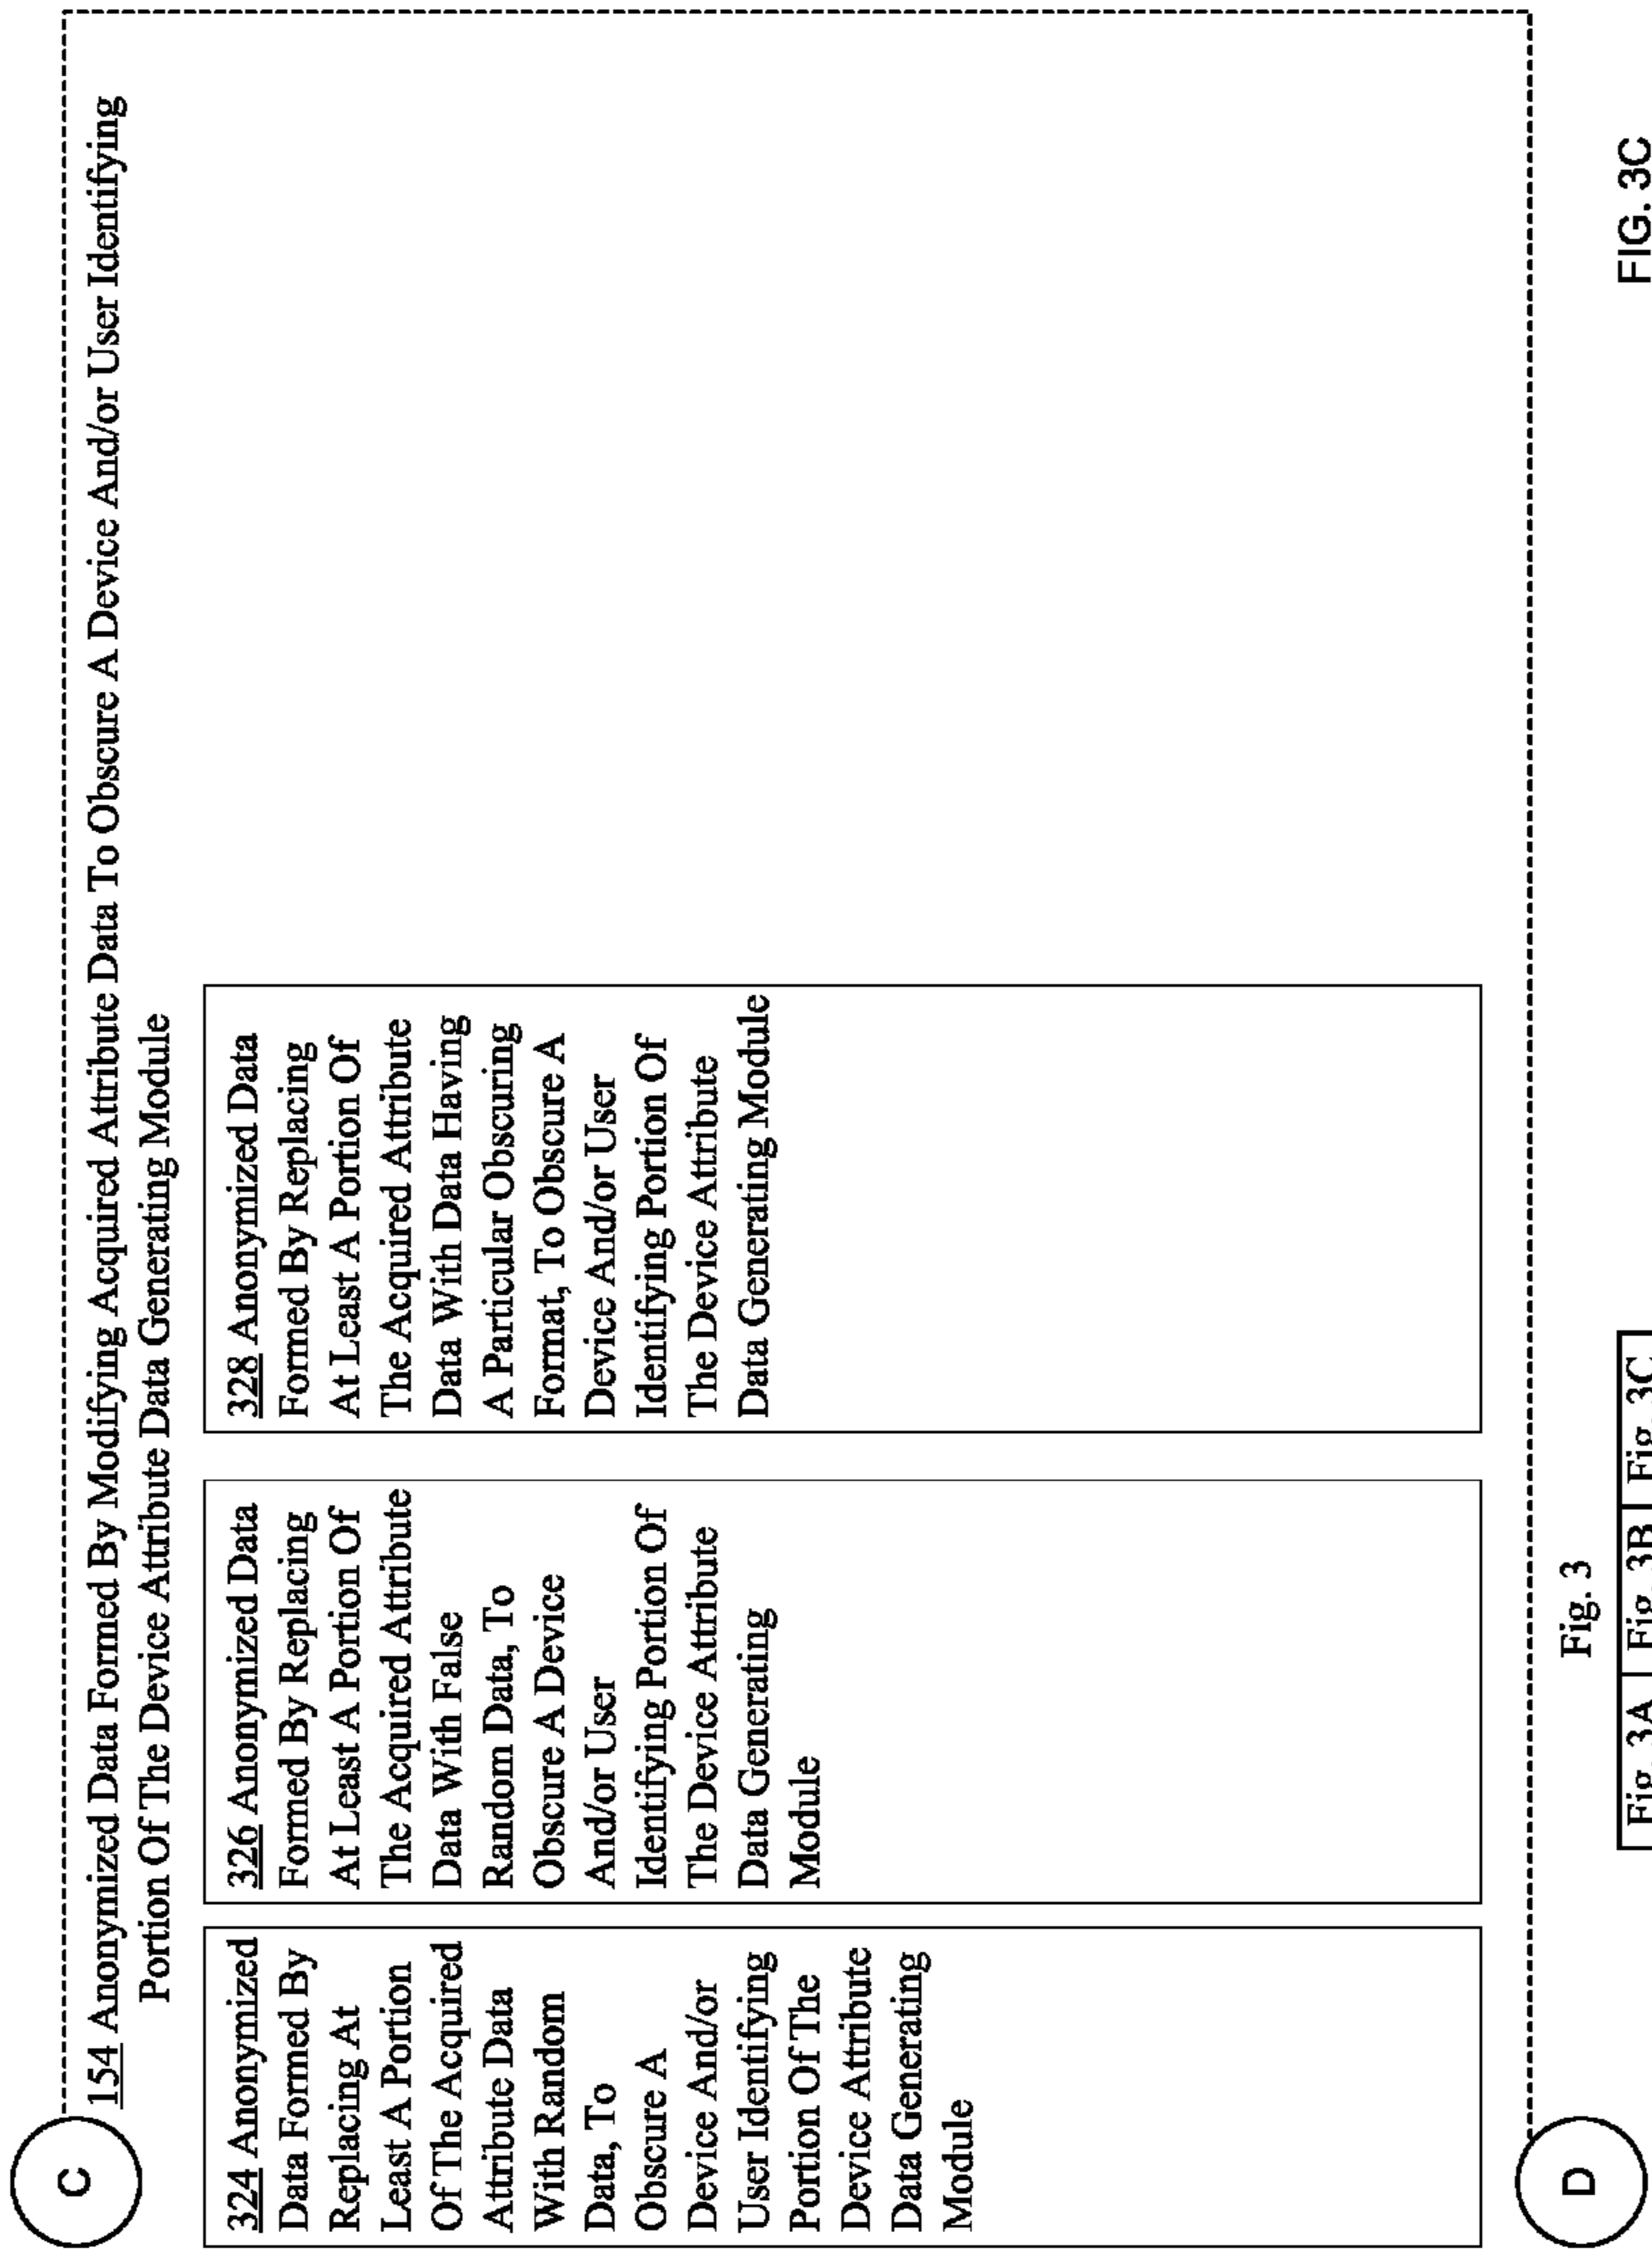 C
154 Anonymized Data Formed By Modifying Acquired Attribute Data To Obscure A Device And/or User Identifying
Portion Of The Device Attribute Data Generating Module
324 Anonymized
Data Formed By
Replacing At
Least A Portion
Of The Acquired
Attribute Data
With Random
Data, To
Obscure A
Device And/or
User Identifying
Portion Of The
Device Attribute
Data Generating
Module
326 Anonymized Data
Formed By Replacing
At Least A Portion Of
The Acquired Attribute
Data With False
Random Data, To
Obscure A Device
And/or User
Identifying Portion Of
The Device Attribute
Data Generating
Module
328 Anonymized Data
Formed By Replacing
At Least A Portion Of
The Acquired Attribute
Data With Data Having
A Particular Obscuring
Format, To Obscure A
Device And/or User
Identifying Portion Of
The Device Attribute
Data Generating Module
D
Fig. 3
Fig. 3A Fig. 3B Fig. 3C
FIG. 3C